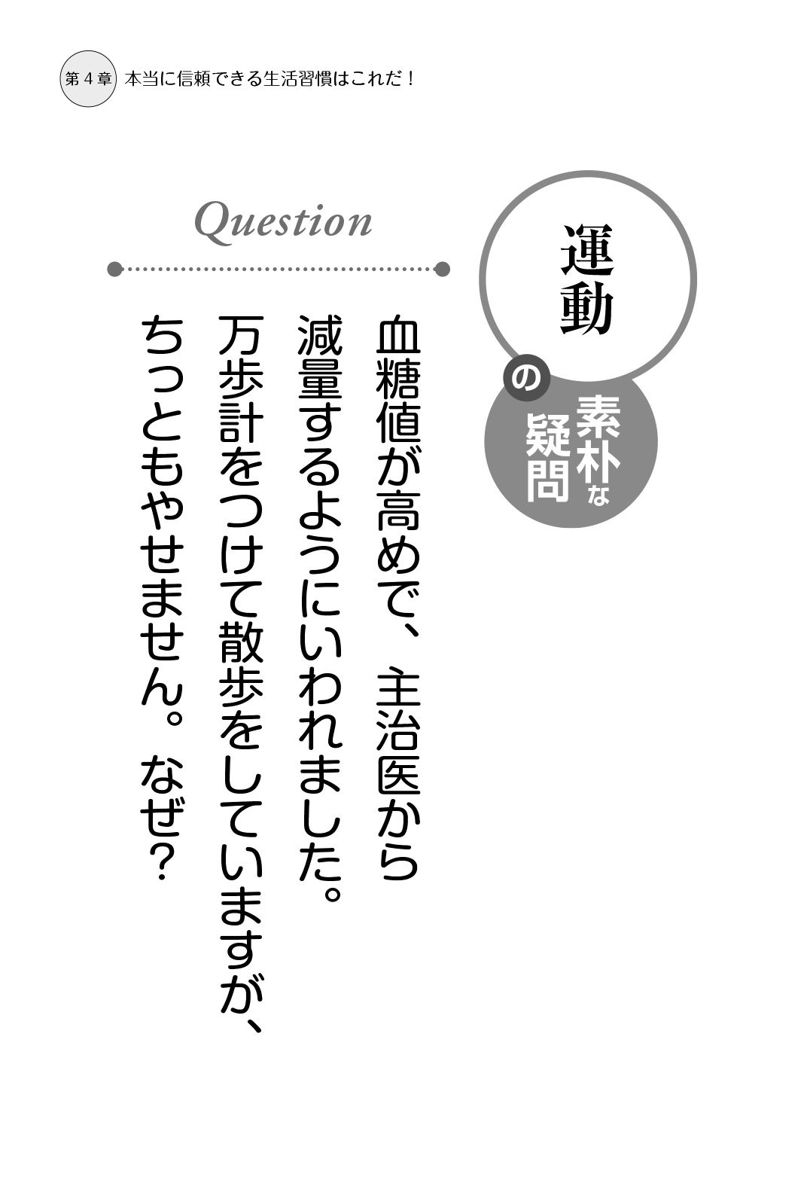 第4章 本当に信頼できる生活習慣はこれだ!
運動
の
素朴な
疑問
Question
血糖値が高めで、主治医から
減量するようにいわれました。
万歩計をつけて散歩をしていますが、
ちっともやせません。なぜ?